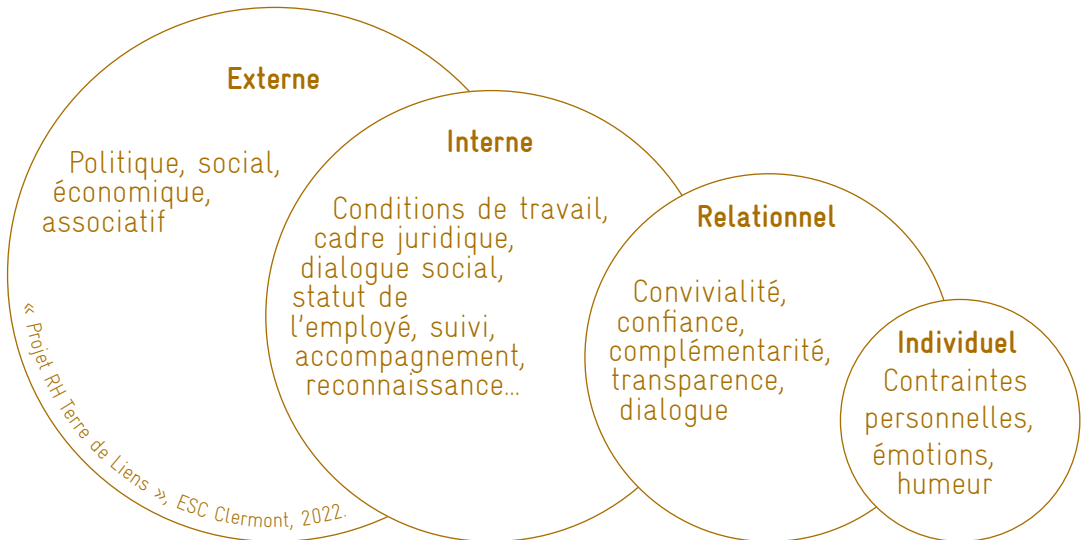 Externe
Politique, social,
économique,
associatif
« Projet RH Terre de Liens », ESC Clermont, 2022.
Interne
Conditions de travail,
cadre juridique,
dialogue social,
statut de
l'employé, suivi,
accompagnement,
reconnaissance...
Relationnel
Convivialité,
confiance,
complémentarité,
transparence,
dialogue
Individuel
Contraintes
personnelles,
émotions,
humeur